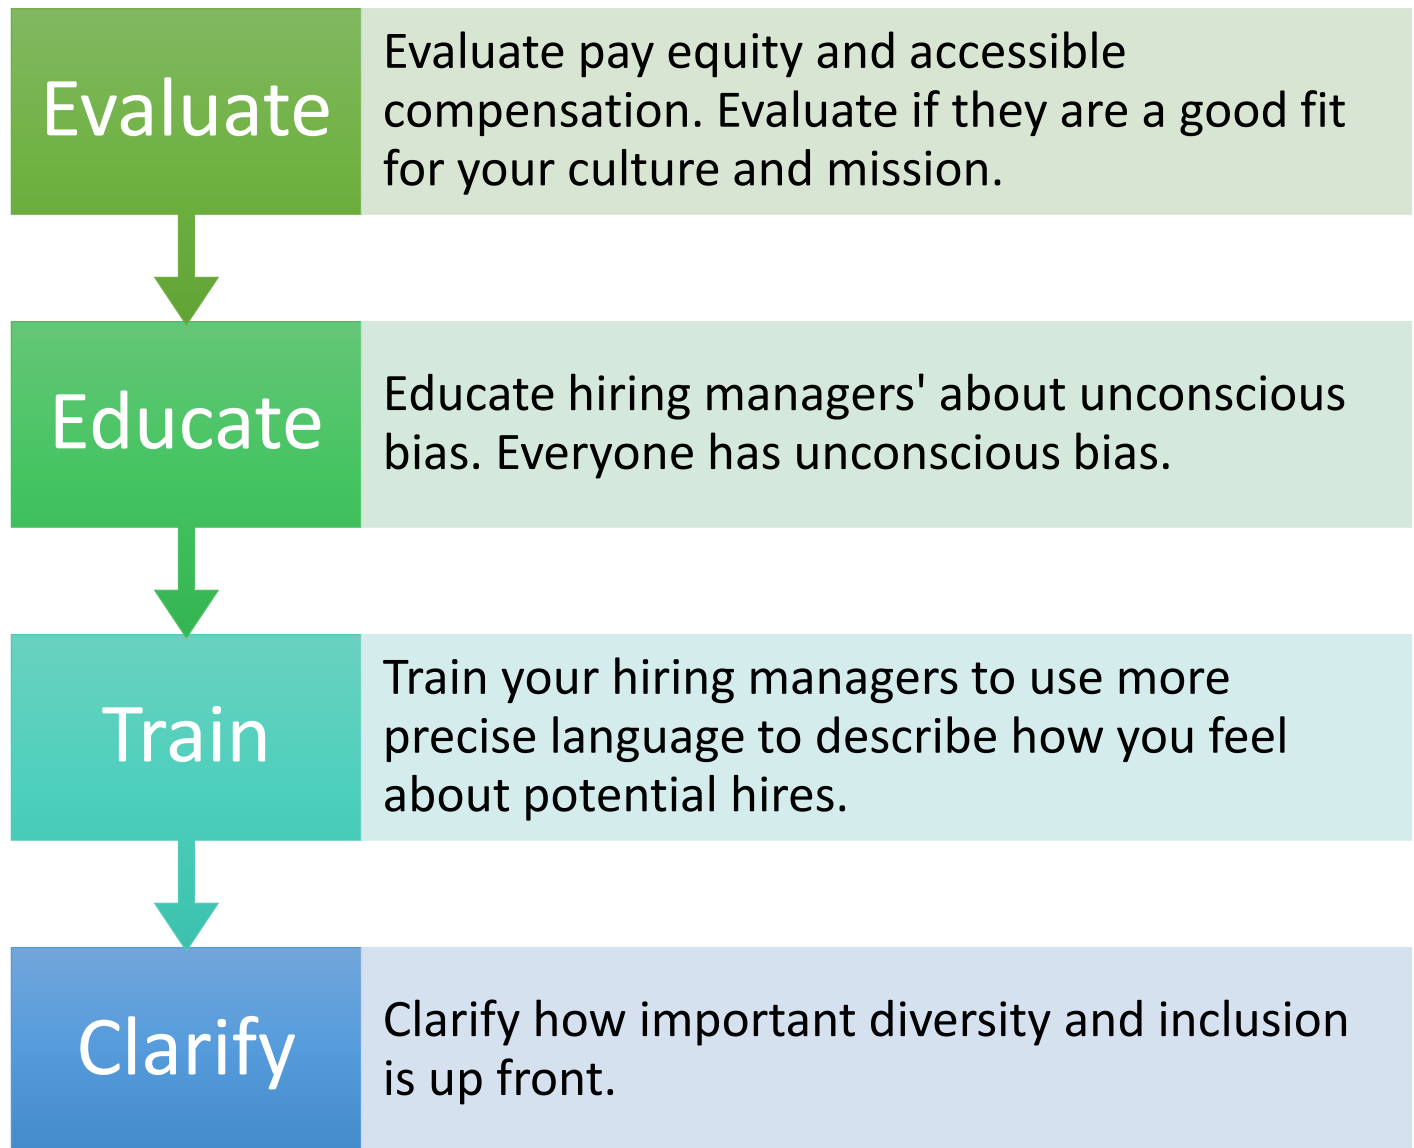 Evaluate
Evaluate pay equity and accessible
compensation. Evaluate if they are a good fit
for your culture and mission.
Educate
Educate hiring managers' about unconscious
bias. Everyone has unconscious bias.
Train
Train your hiring managers to use more
precise language to describe how you feel
about potential hires.
Clarify
Clarify how important diversity and inclusion
is up front.